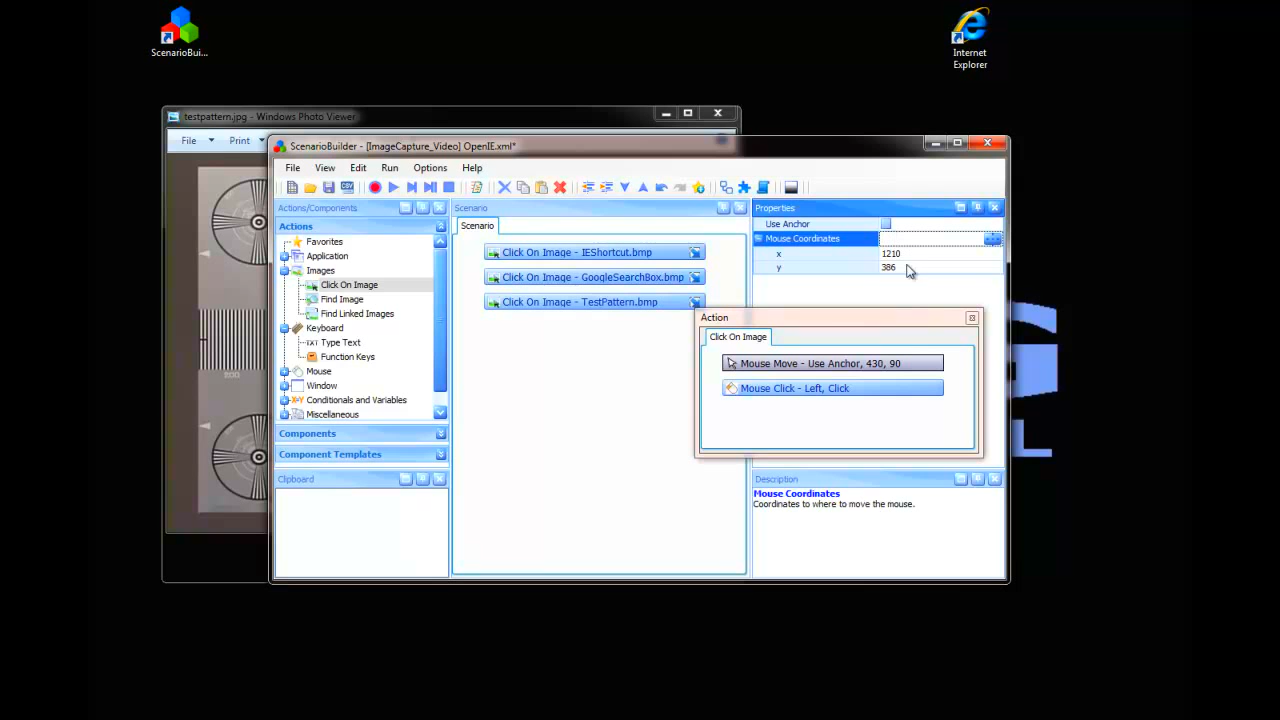 ScenarioBui...
Internet
Explorer
testpattern.jpg - Windows Photo Viewer
File
Print
ScenarioBuilder - [ImageCapture_Video] OpenIE.xml*
File View Edit Run Options Help
Actions/Components
Actions
Favorites
Application
Images
Click On Image
Find Image
Find Linked Images
Keyboard
Type Text
Function Keys
Mouse
Window
Conditionals and Variables
Miscellaneous
Components
Component Templates
Clipboard
Scenario
Scenario
Click On Image - IEShortcut.bmp
Click On Image - GoogleSearchBox.bmp
Click On Image - TestPattern.bmp
Properties
Use Anchor
Mouse Coordinates
x 1210
y 386
Action
Click On Image
Mouse Move - Use Anchor, 430, 90
Mouse Click - Left, Click
Description
Mouse Coordinates
Coordinates to where to move the mouse.